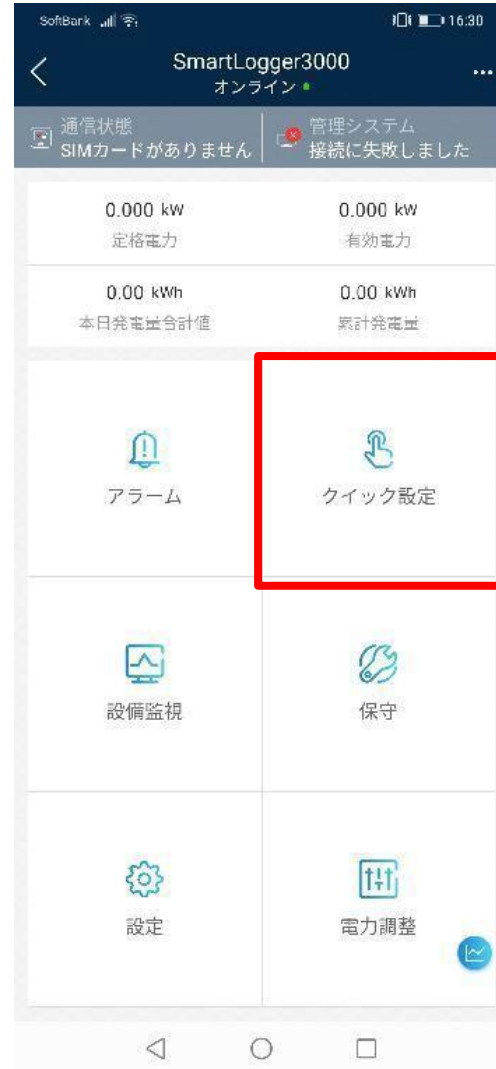 SoftBank 16:30
SmartLogger3000
オンライン
通信状態
SIMカードがありません
管理システム
接続に失敗しました
0.000 kW
定格電力
0.000 kW
有効電力
0.00 kWh
本日発電量合計値
0.00 kWh
累計発電量
アラーム
クイック設定
設備監視
保守
設定
電力調整